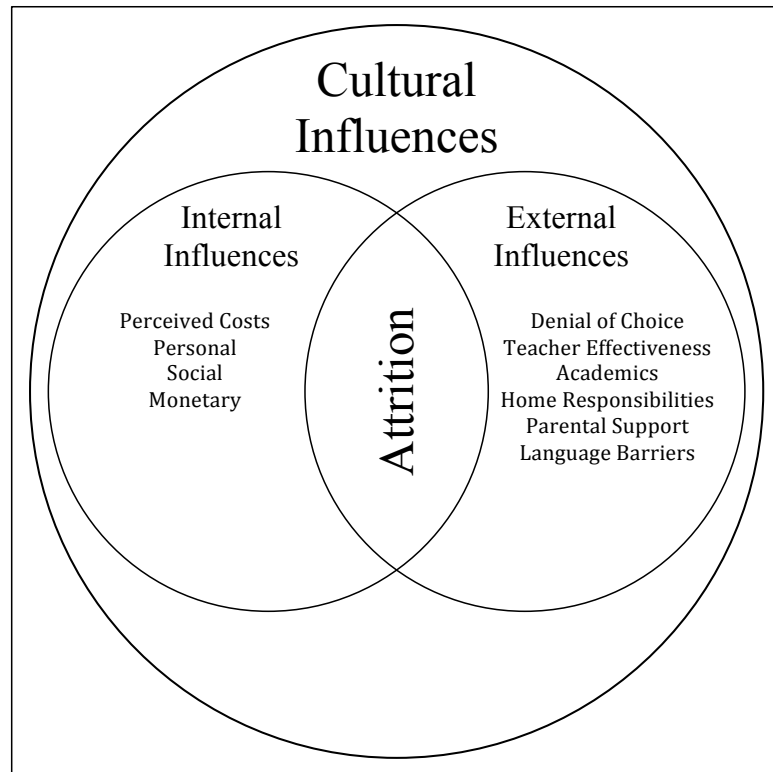 Cultural
Influences
Internal
Influences
Perceived Costs
Personal
Social
Monetary
Attrition
External
Influences
Denial of Choice
Teacher Effectiveness
Academics
Home Responsibilities
Parental Support
Language Barriers